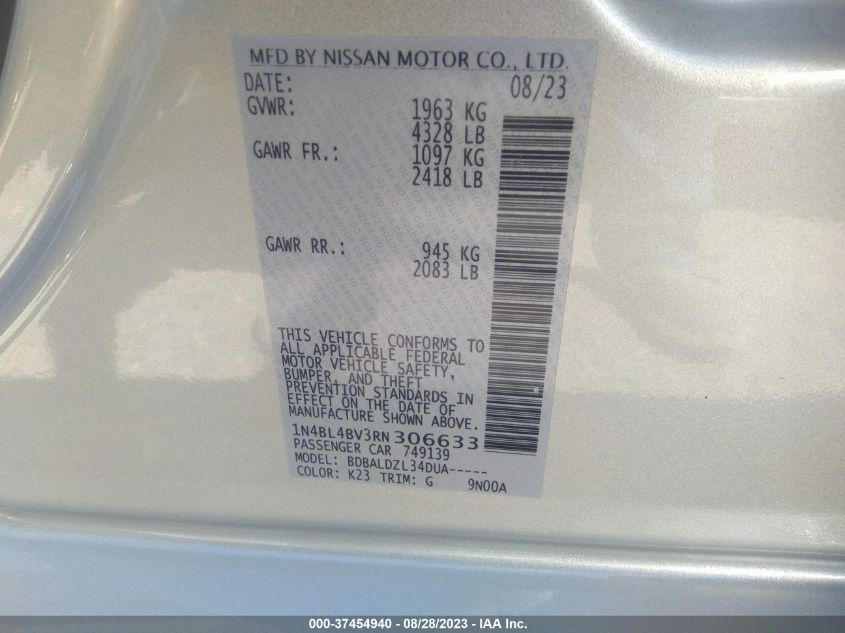 MFD BY NISSAN MOTOR CO., LTD.
DATE: 08/23
GVWR: 1963 KG
4328 LB
GAWR FR.: 1097 KG
2418 LB
GAWR RR.: 945 KG
2083 LB
THIS VEHICLE CONFORMS TO
ALL APPLICABLE FEDERAL
MOTOR VEHICLE SAFETY,
BUMPER, AND THEFT
PREVENTION STANDARDS IN
EFFECT ON THE DATE OF
MANUFACTURE SHOWN ABOVE.
1N4BL4BV3RN306633
PASSENGER CAR 749139
MODEL: BDBALDZL34DUA-----
COLOR: K23 TRIM: G 9N00A
000-37454940 - 08/28/2023 - IAA Inc.